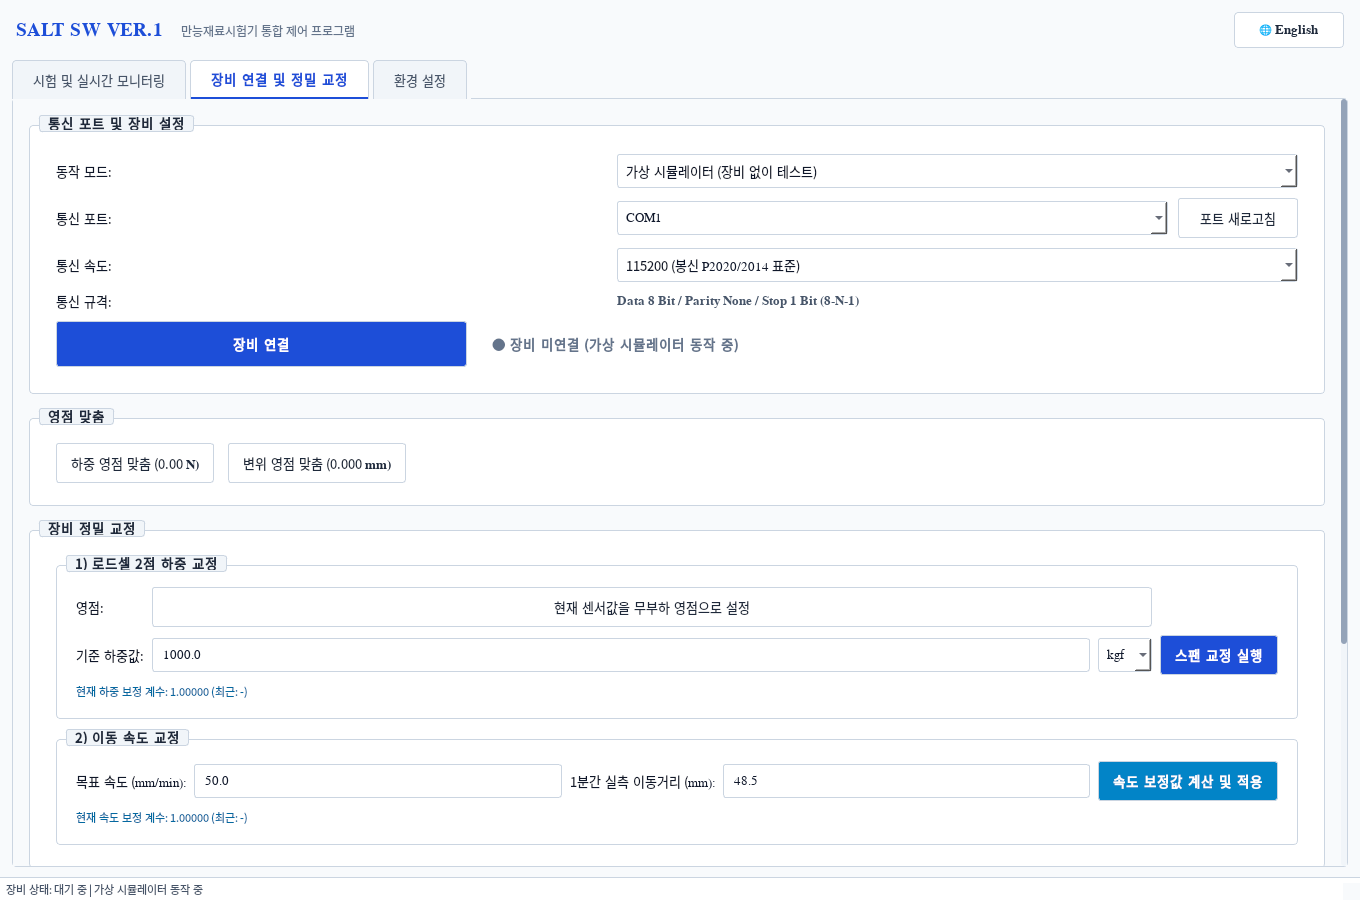 SALT SW VER.1
만능재료시험기 통합 제어 프로그램
🌐 English
시험 및 실시간 모니터링
장비 연결 및 정밀 교정
환경 설정
통신 포트 및 장비 설정
동작 모드:
가상 시뮬레이터 (장비 없이 테스트)
통신 포트:
COM1
포트 새로고침
통신 속도:
115200 (봉신 P2020/2014 표준)
통신 규격:
Data 8 Bit / Parity None / Stop 1 Bit (8-N-1)
장비 연결
● 장비 미연결 (가상 시뮬레이터 동작 중)
영점 맞춤
하중 영점 맞춤 (0.00 N)
변위 영점 맞춤 (0.000 mm)
장비 정밀 교정
1) 로드셀 2점 하중 교정
영점:
현재 센서값을 무부하 영점으로 설정
기준 하중값:
1000.0
kgf
스팬 교정 실행
현재 하중 보정 계수: 1.00000 (최근: -)
2) 이동 속도 교정
목표 속도 (mm/min):
50.0
1분간 실측 이동거리 (mm):
48.5
속도 보정값 계산 및 적용
현재 속도 보정 계수: 1.00000 (최근: -)
장비 상태: 대기 중 | 가상 시뮬레이터 동작 중